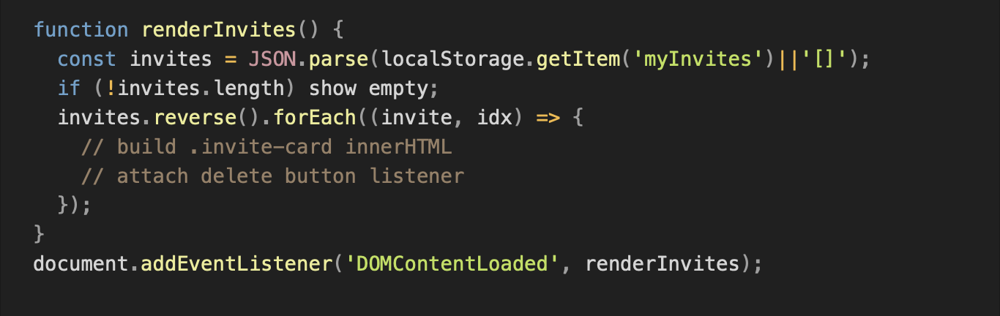 function renderInvites() {
  const invites = JSON.parse(localStorage.getItem('myInvites')||'[]');
  if (!invites.length) show empty;
  invites.reverse().forEach((invite, idx) => {
    // build .invite-card innerHTML
    // attach delete button listener
  });
}
document.addEventListener('DOMContentLoaded', renderInvites);